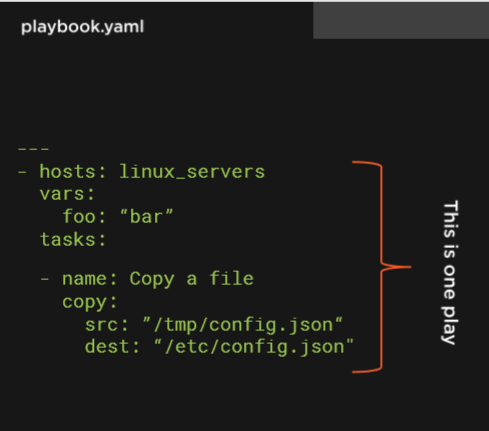 playbook.yaml
---
- hosts: linux_servers
  vars:
    foo: “bar”
  tasks:
  - name: Copy a file
    copy:
      src: ”/tmp/config.json“
      dest: “/etc/config.json"
This is one play